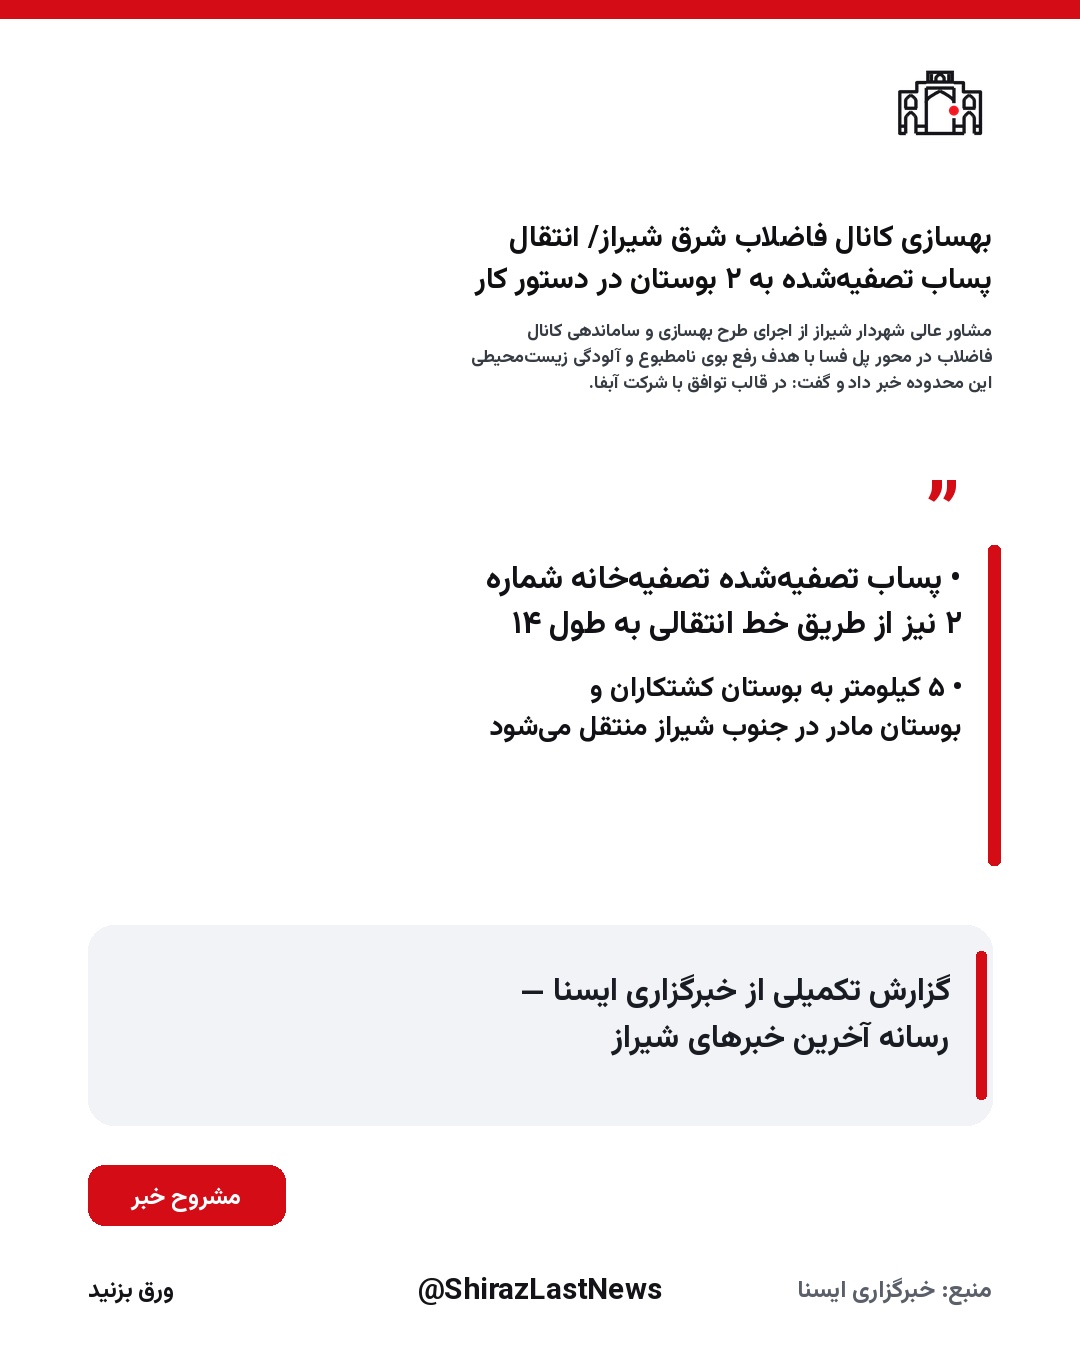 بهسازی کانال فاضلاب شرق شیراز/ انتقال
پساب تصفیه‌شده به ۲ بوستان در دستور کار
مشاور عالی شهردار شیراز از اجرای طرح بهسازی و ساماندهی کانال
فاضلاب در محور پل فسا با هدف رفع بوی نامطبوع و آلودگی زیست‌محیطی
این محدوده خبر داد و گفت: در قالب توافق با شرکت آبفا.
”
• پساب تصفیه‌شده تصفیه‌خانه شماره
۲ نیز از طریق خط انتقالی به طول ۱۴
• ۵ کیلومتر به بوستان کشتکاران و
بوستان مادر در جنوب شیراز منتقل می‌شود
گزارش تکمیلی از خبرگزاری ایسنا —
رسانه آخرین خبرهای شیراز
مشروح خبر
منبع: خبرگزاری ایسنا
@ShirazLastNews
ورق بزنید